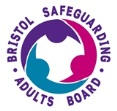 • BRISTOL SAFEGUARDING •
ADULTS BOARD